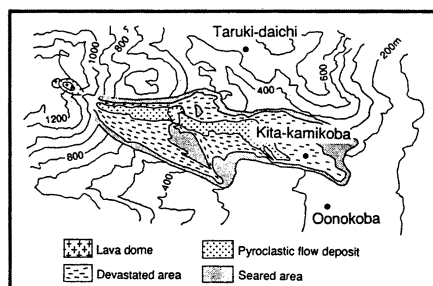 Taruki-daichi
1000
800
600
200m
400
1200
Kita-kamikoba
800
400
Oonokoba
Lava dome
Pyroclastic flow deposit
Devastated area
Seared area